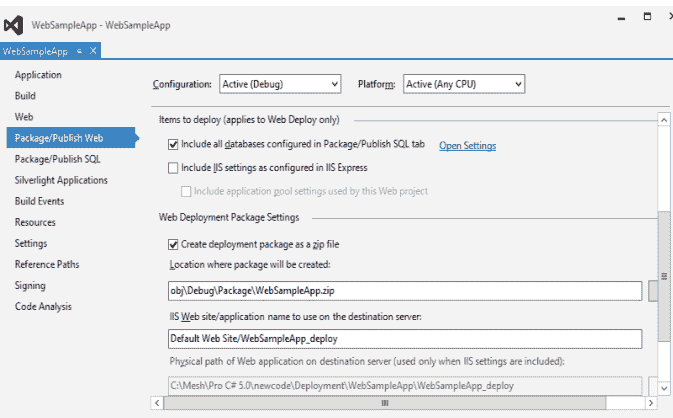 WebSampleApp - WebSampleApp
WebSampleApp
Application
Build
Web
Package/Publish Web
Package/Publish SQL
Silverlight Applications
Build Events
Resources
Settings
Reference Paths
Signing
Code Analysis
Configuration: Active (Debug) Platform: Active (Any CPU)
Items to deploy (applies to Web Deploy only)
Include all databases configured in Package/Publish SQL tab Open Settings
Include IIS settings as configured in IIS Express
Include application pool settings used by this Web project
Web Deployment Package Settings
Create deployment package as a zip file
Location where package will be created:
obj\Debug\Package\WebSampleApp.zip
IIS Web site/application name to use on the destination server:
Default Web Site/WebSampleApp_deploy
Physical path of Web application on destination server (used only when IIS settings are included):
C:\Mesh\Pro C# 5.0\newcode\Deployment\WebSampleApp\WebSampleApp_deploy